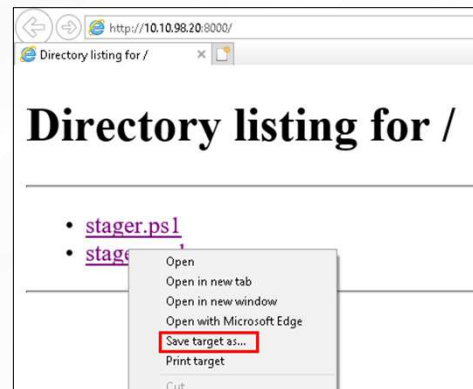 http://10.10.98.20:8000/
Directory listing for /
Directory listing for /
stager.ps1
stage
Open
Open in new tab
Open in new window
Open with Microsoft Edge
Save target as...
Print target
Cut